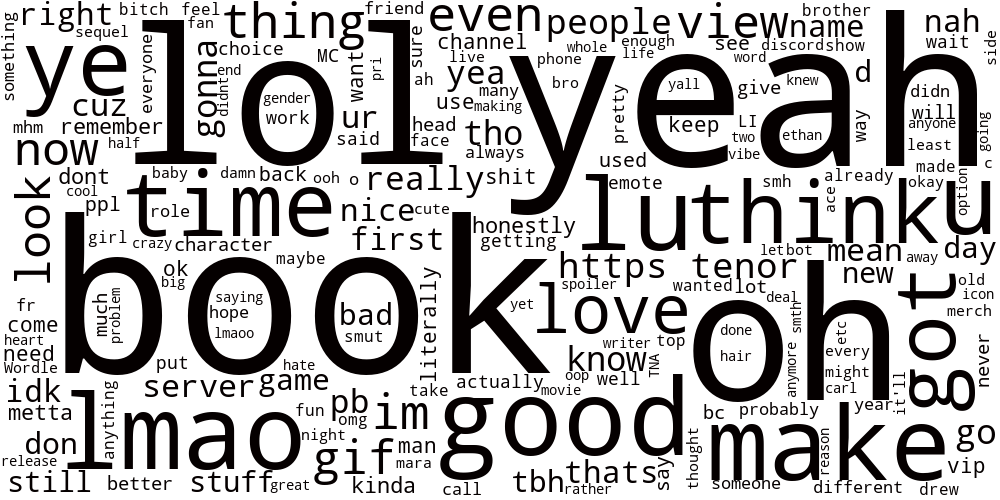 something
right
bitch
feel
fan
sequel
thing
friend
even
people
view
brother
name
nah
ye
lol
everyone
gonna
choice
end
didnt
MC
want
pri
sure
channel
live
ah
whole
phone
bro
enough
life
see
discord
show
word
wait
side
yea
yeah
many
making
use
yall
give
knew
d
didn
will
anyone
going
cuz
gender
work
ur
head
face
said
tho
always
pretty
keep
LI
two
vibe
ethan
way
least
mhm
remember
half
now
used
made
c
dont
cool
baby
damn
back
ooh
o
really
shit
emote
smh
already
okay
ace
option
u
look
ppl
time
role
nice
cute
honestly
getting
lu
think
girl
crazy
character
first
maybe
let
bot
mean
away
day
ok
big
https
tenor
new
old
icon
merch
fr
book
much
problem
saying
hope
lmaoo
bad
smut
literally
spoiler
wanted
lot
deal
yet
love
oh
smth
got
come
heart
need
Wordle
done
hair
etc
every
might
carl
never
put
hate
writer
top
know
TNA
anymore
idk
metta
server
game
take
actually
oop
well
movie
it'll
anything
lmao
fun
pb
omg
im
good
bc
probably
year
don
night
gif
man
mara
make
go
release
still
better
stuff
great
kinda
call
tbh
rather
thats
say
thought
someone
reason
different
vip
drew